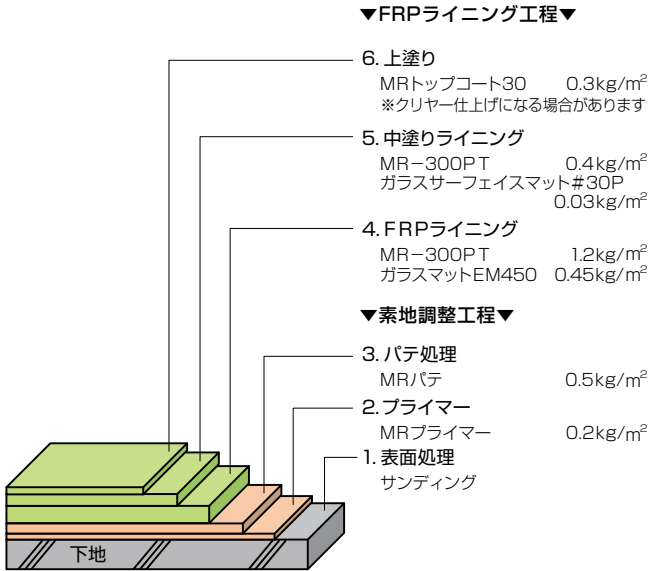 ▼FRPライニング工程▼
6. 上塗り
MRトップコート30 0.3kg/m²
※クリヤー仕上げになる場合があります
5. 中塗りライニング
MR-300PT 0.4kg/m²
ガラスサーフェイスマット#30P
0.03kg/m²
4. FRPライニング
MR-300PT 1.2kg/m²
ガラスマットEM450 0.45kg/m²
▼素地調整工程▼
3. パテ処理
MRパテ 0.5kg/m²
2. プライマー
MRプライマー 0.2kg/m²
1. 表面処理
サンディング
下地